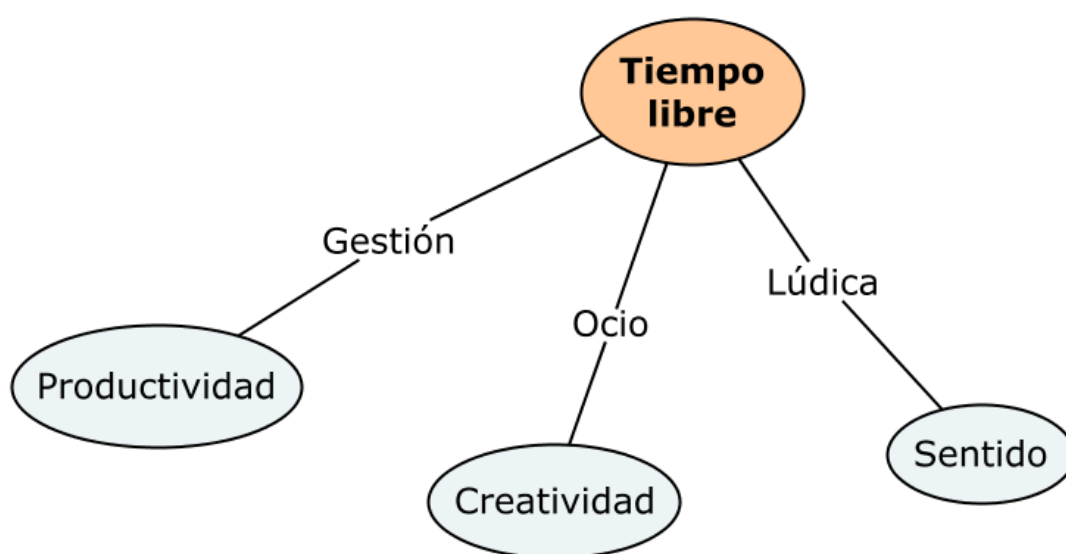 Tiempo
libre
Gestión
Lúdica
Ocio
Productividad
Sentido
Creatividad